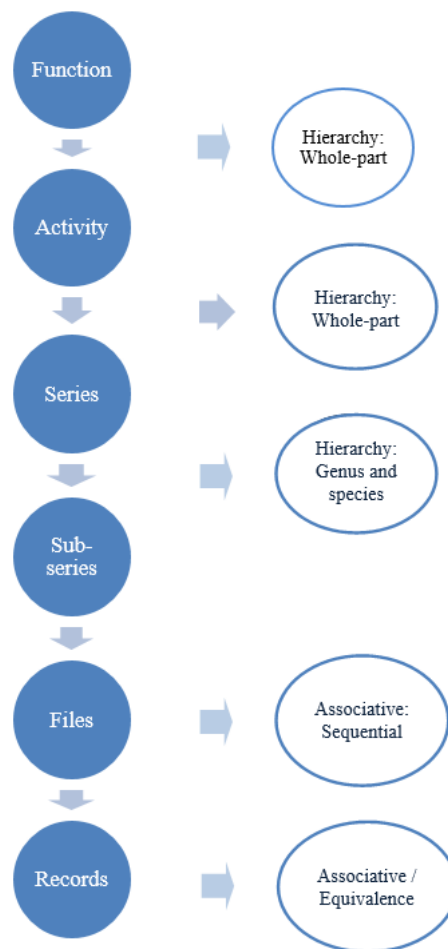 Function
Hierarchy:
Whole-part
Activity
Hierarchy:
Whole-part
Series
Hierarchy:
Genus and
species
Sub-
series
Files
Associative:
Sequential
Records
Associative /
Equivalence